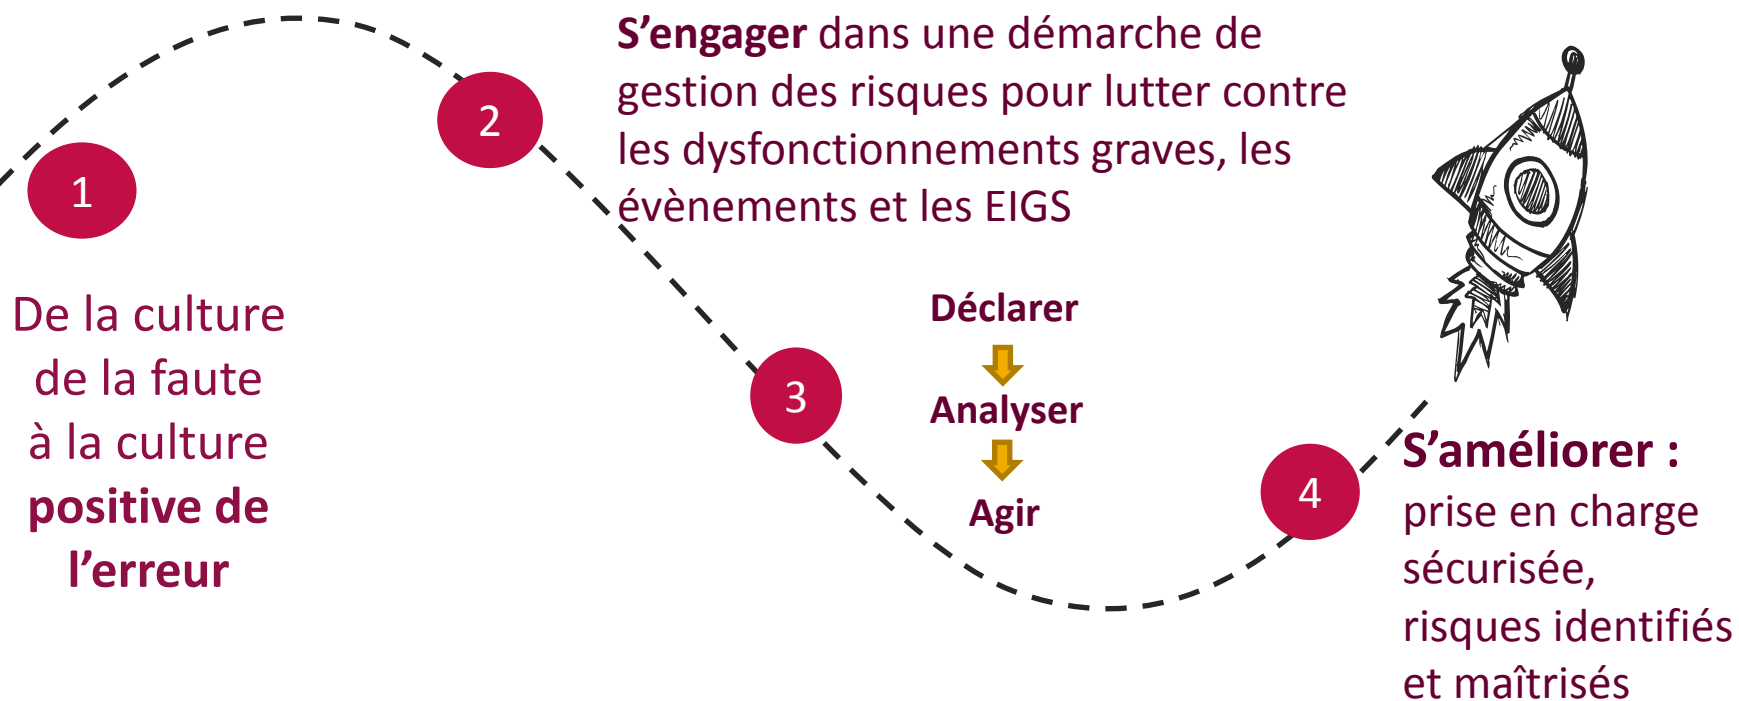 1
De la culture
de la faute
à la culture
positive de
l’erreur
2
S’engager dans une démarche de
gestion des risques pour lutter contre
les dysfonctionnements graves, les
évènements et les EIGS
3
Déclarer
Analyser
Agir
4
S’améliorer :
prise en charge
sécurisée,
risques identifiés
et maîtrisés